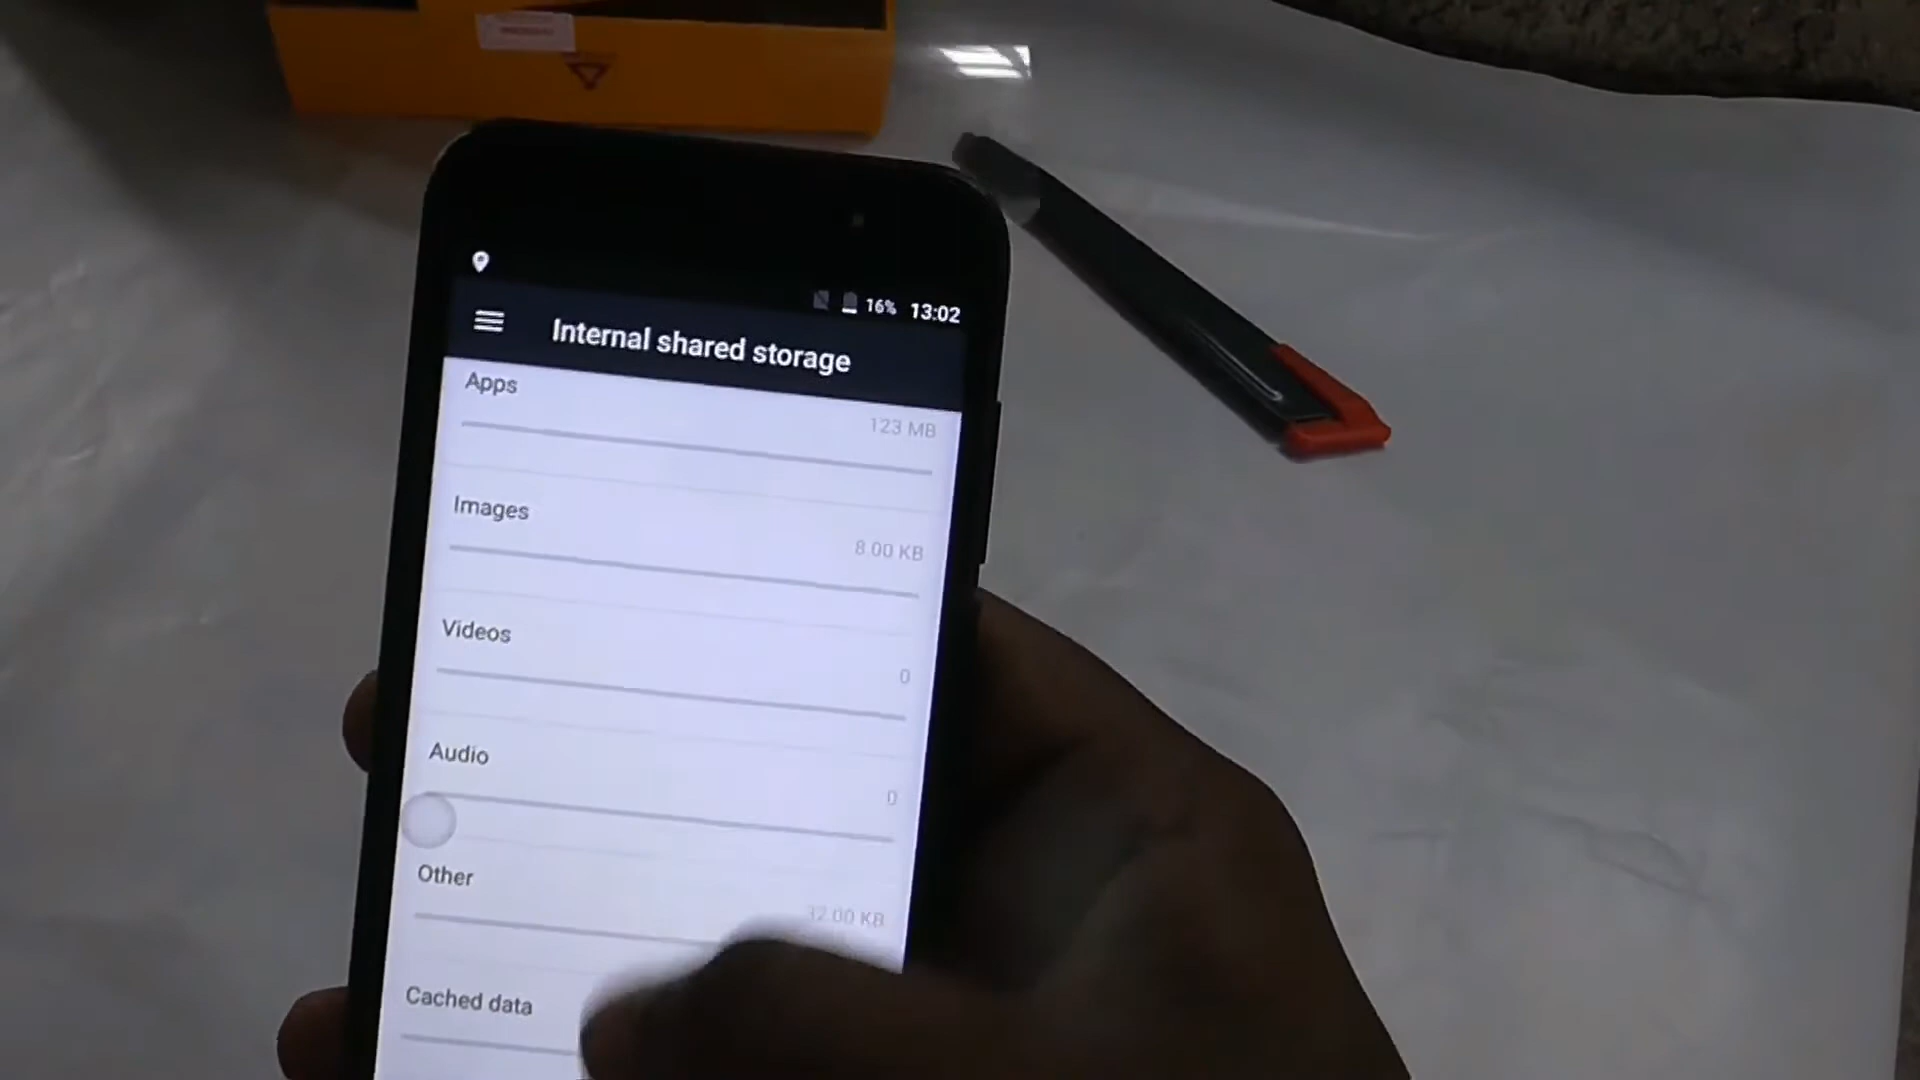 16% 13:02
Internal shared storage
Apps
123 MB
Images
8.00 KB
Videos
0
Audio
0
Other
32.00 KB
Cached data